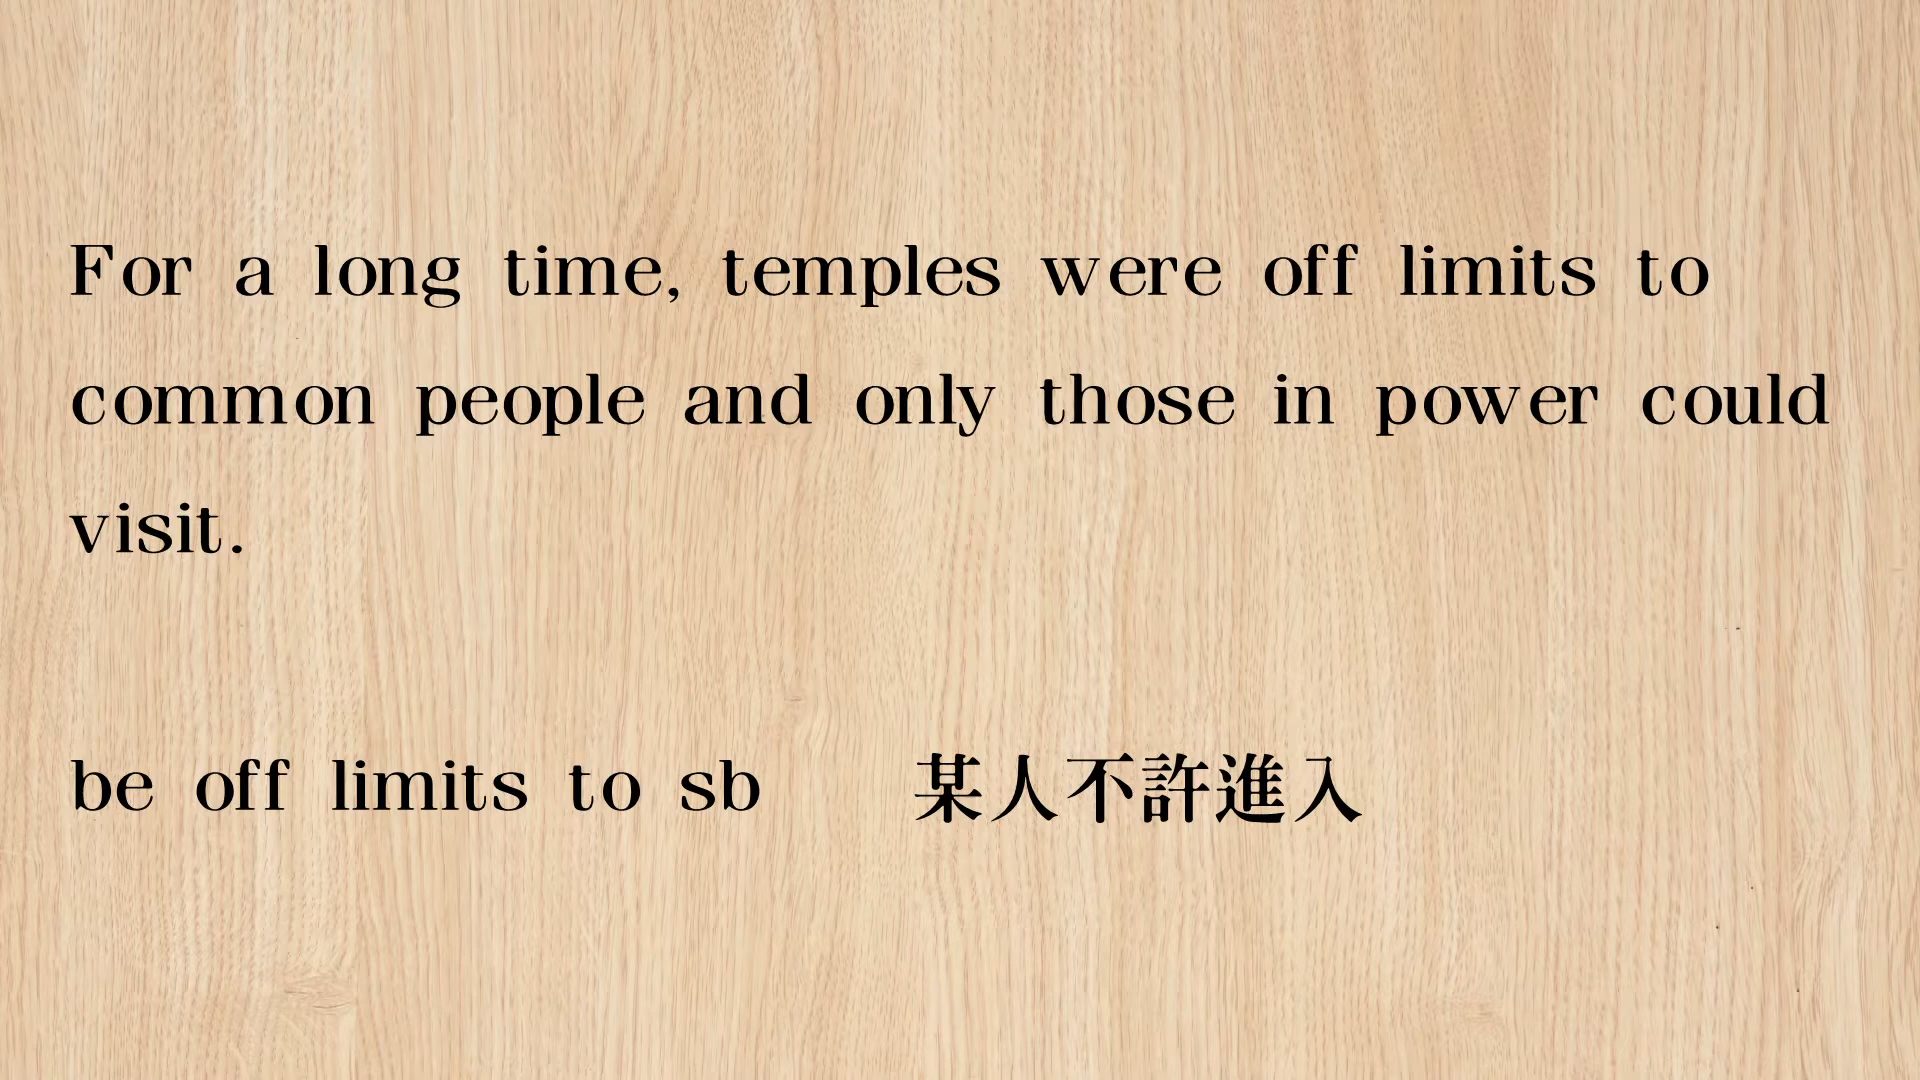 For a long time, temples were off limits to
common people and only those in power could
visit.
be off limits to sb 某人不許進入